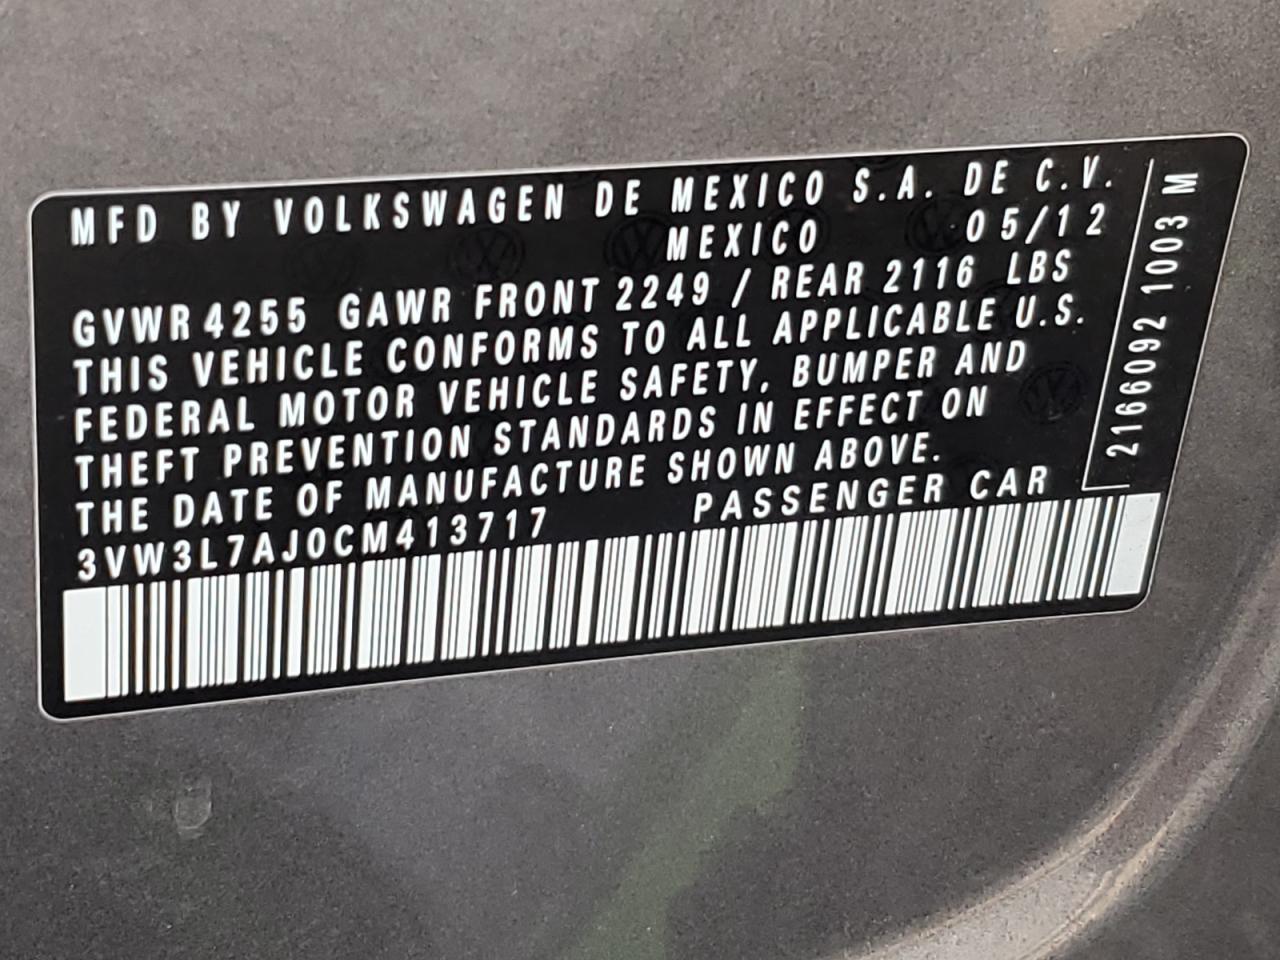 MFD BY VOLKSWAGEN DE MEXICO S.A. DE C.V.
MEXICO 05/12
GVWR 4255 GAWR FRONT 2249 / REAR 2116 LBS
THIS VEHICLE CONFORMS TO ALL APPLICABLE U.S.
FEDERAL MOTOR VEHICLE SAFETY, BUMPER AND
THEFT PREVENTION STANDARDS IN EFFECT ON
THE DATE OF MANUFACTURE SHOWN ABOVE.
3VW3L7AJ0CM413717 PASSENGER CAR
2166092 1003 M